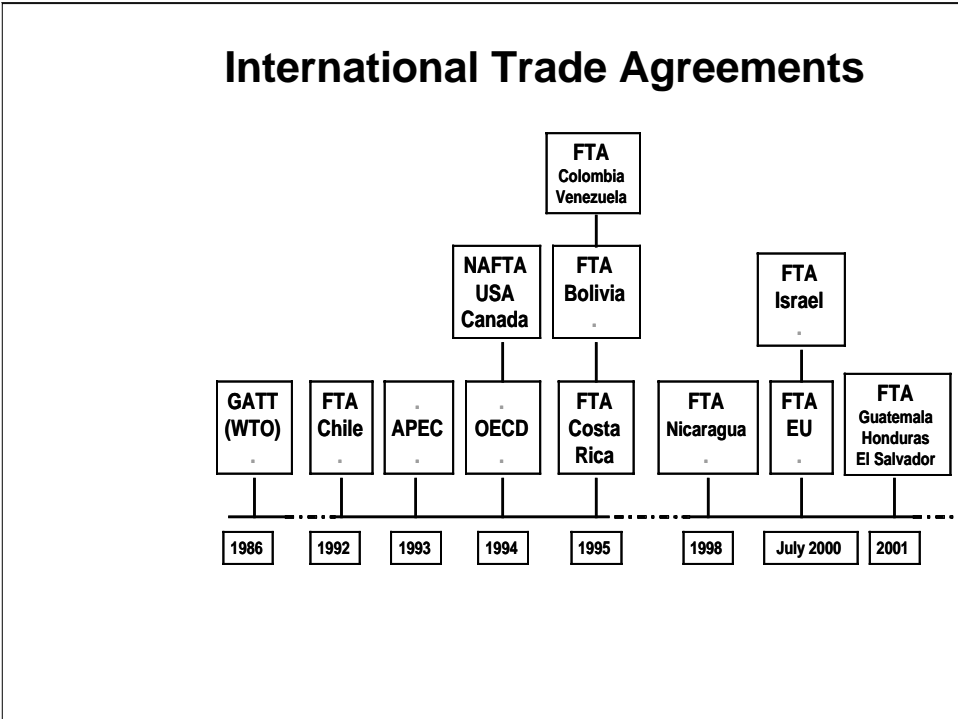 International Trade Agreements
FTA
Colombia
Venezuela
NAFTA
USA
Canada
FTA
Bolivia
.
FTA
Israel
.
GATT
(WTO)
.
FTA
Chile
.
.
APEC
.
.
OECD
.
FTA
Costa
Rica
FTA
Nicaragua
.
FTA
EU
.
FTA
Guatemala
Honduras
El Salvador
1986
1992
1993
1994
1995
1998
July 2000
2001